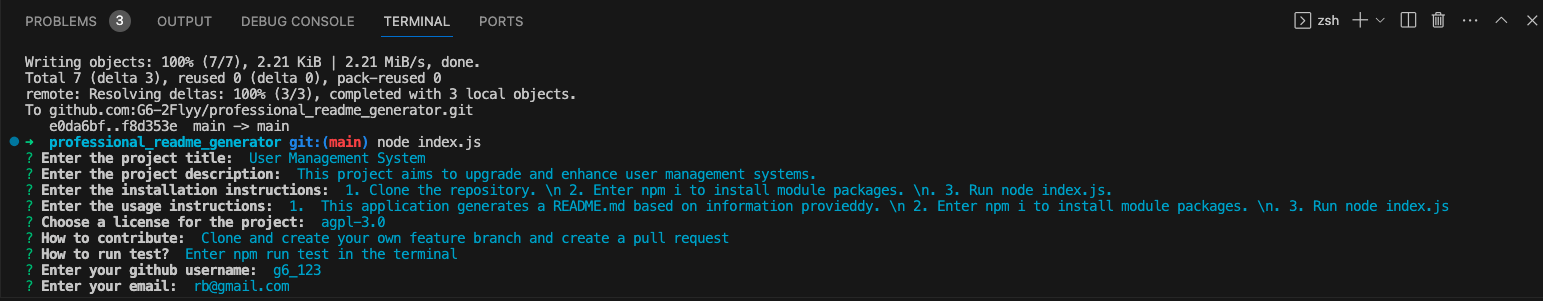 PROBLEMS 3 OUTPUT DEBUG CONSOLE TERMINAL PORTS zsh
Writing objects: 100% (7/7), 2.21 KiB | 2.21 MiB/s, done.
Total 7 (delta 3), reused 0 (delta 0), pack-reused 0
remote: Resolving deltas: 100% (3/3), completed with 3 local objects.
To github.com:G6-2Flyy/professional_readme_generator.git
   e0da6bf..f8d353e  main -> main
➜  professional_readme_generator git:(main) node index.js
? Enter the project title:  User Management System
? Enter the project description:  This project aims to upgrade and enhance user management systems.
? Enter the installation instructions:  1. Clone the repository. \n 2. Enter npm i to install module packages. \n. 3. Run node index.js.
? Enter the usage instructions:  1.  This application generates a README.md based on information provieddy. \n 2. Enter npm i to install module packages. \n. 3. Run node index.js
? Choose a license for the project:  agpl-3.0
? How to contribute:  Clone and create your own feature branch and create a pull request
? How to run test?  Enter npm run test in the terminal
? Enter your github username:  g6_123
? Enter your email:  rb@gmail.com